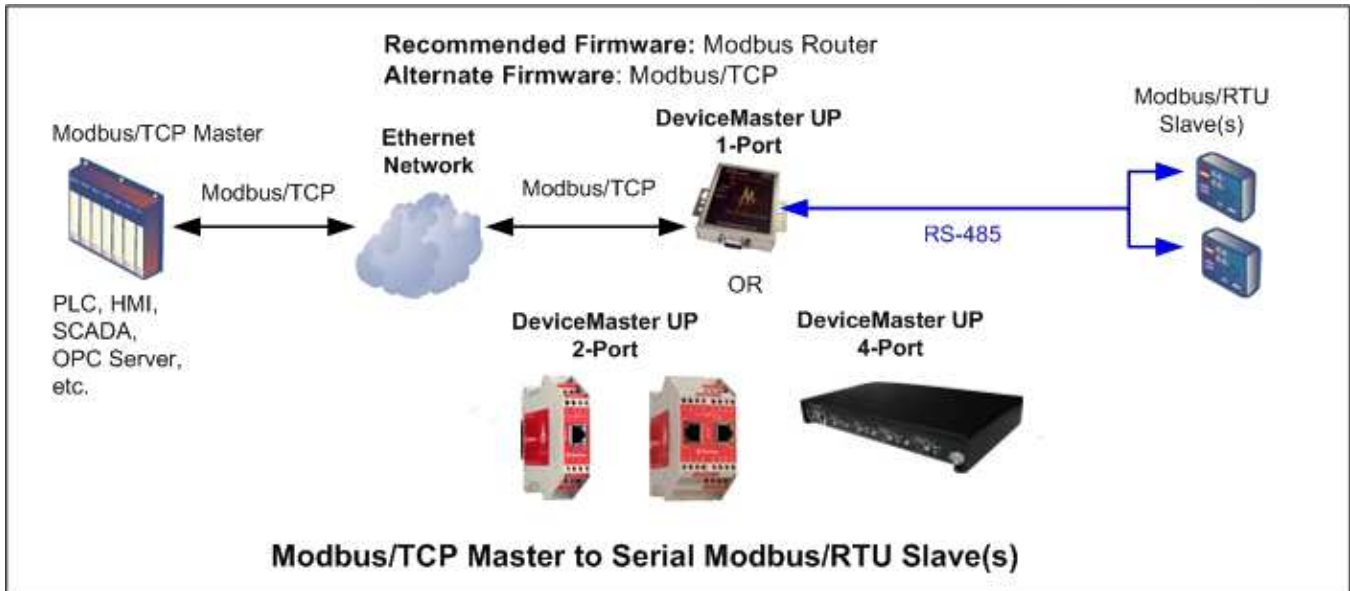 Recommended Firmware: Modbus Router
Alternate Firmware: Modbus/TCP
Modbus/TCP Master
Modbus/TCP
PLC, HMI,
SCADA,
OPC Server,
etc.
Ethernet
Network
Modbus/TCP
DeviceMaster UP
1-Port
RS-485
Modbus/RTU
Slave(s)
OR
DeviceMaster UP
2-Port
DeviceMaster UP
4-Port
Modbus/TCP Master to Serial Modbus/RTU Slave(s)